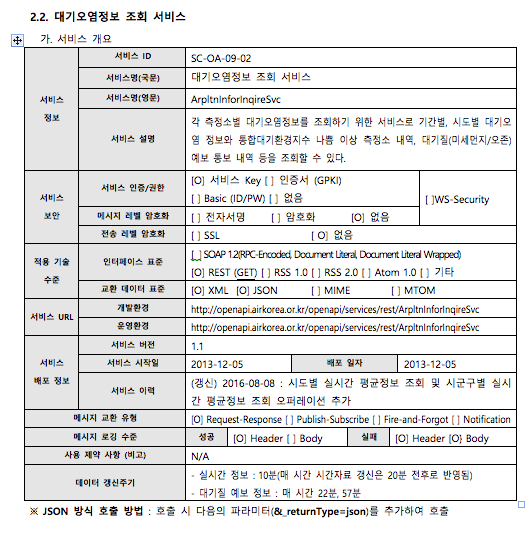 2.2. 대기오염정보 조회 서비스
가. 서비스 개요
서비스 정보
서비스 ID
SC-OA-09-02
서비스명(국문)
대기오염정보 조회 서비스
서비스명(영문)
ArpltnInforInqireSvc
서비스 설명
각 측정소별 대기오염정보를 조회하기 위한 서비스로 기간별, 시도별 대기오
염 정보와 통합대기환경지수 나쁨 이상 측정소 내역, 대기질(미세먼지/오존)
예보 통보 내역 등을 조회할 수 있다.
서비스 보안
서비스 인증/권한
[O] 서비스 Key [ ] 인증서 (GPKI)
[ ] Basic (ID/PW) [ ] 없음
[ ]WS-Security
메시지 레벨 암호화
[ ] 전자서명 [ ] 암호화 [O] 없음
전송 레벨 암호화
[ ] SSL [ O] 없음
적용 기술 수준
인터페이스 표준
[ ] SOAP 1.2(RPC-Encoded, Document Literal, Document Literal Wrapped)
[O] REST (GET) [ ] RSS 1.0 [ ] RSS 2.0 [ ] Atom 1.0 [ ] 기타
교환 데이터 표준
[O] XML [O] JSON [ ] MIME [ ] MTOM
서비스 URL
개발환경
http://openapi.airkorea.or.kr/openapi/services/rest/ArpltnInforInqireSvc
운영환경
http://openapi.airkorea.or.kr/openapi/services/rest/ArpltnInforInqireSvc
서비스 배포 정보
서비스 버전
1.1
서비스 시작일
2013-12-05
배포 일자
2013-12-05
서비스 이력
(갱신) 2016-08-08 : 시도별 실시간 평균정보 조회 및 시군구별 실시
간 평균정보 조회 오퍼레이션 추가
메시지 교환 유형
[O] Request-Response [ ] Publish-Subscribe [ ] Fire-and-Forgot [ ] Notification
메시지 로깅 수준
성공
[O] Header [ ] Body
실패
[O] Header [O} Body
사용 제약 사항 (비고)
N/A
데이터 갱신주기
- 실시간 정보 : 10분(매 시간 시간자료 갱신은 20분 전후로 반영됨)
- 대기질 예보 정보 : 매 시간 22분, 57분
※ JSON 방식 호출 방법 : 호출 시 다음의 파라미터(&_returnType=json)를 추가하여 호출